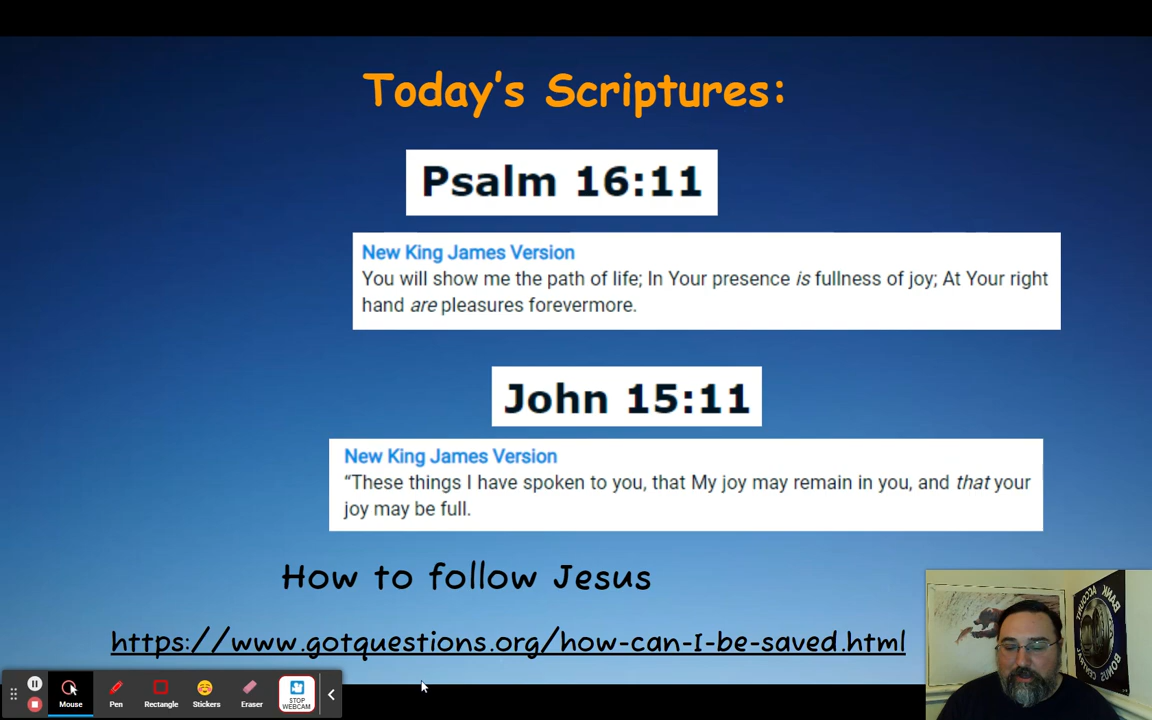 Today's Scriptures:
Psalm 16:11
New King James Version
You will show me the path of life; In Your presence is fullness of joy; At Your right
hand are pleasures forevermore.
John 15:11
New King James Version
“These things I have spoken to you, that My joy may remain in you, and that your
joy may be full.
How to follow Jesus
https://www.gotquestions.org/how-can-I-be-saved.html
BANK ACCOUNT
BONUS
Mouse
Pen
Rectangle
Stickers
Eraser
STOP
WEBCAM